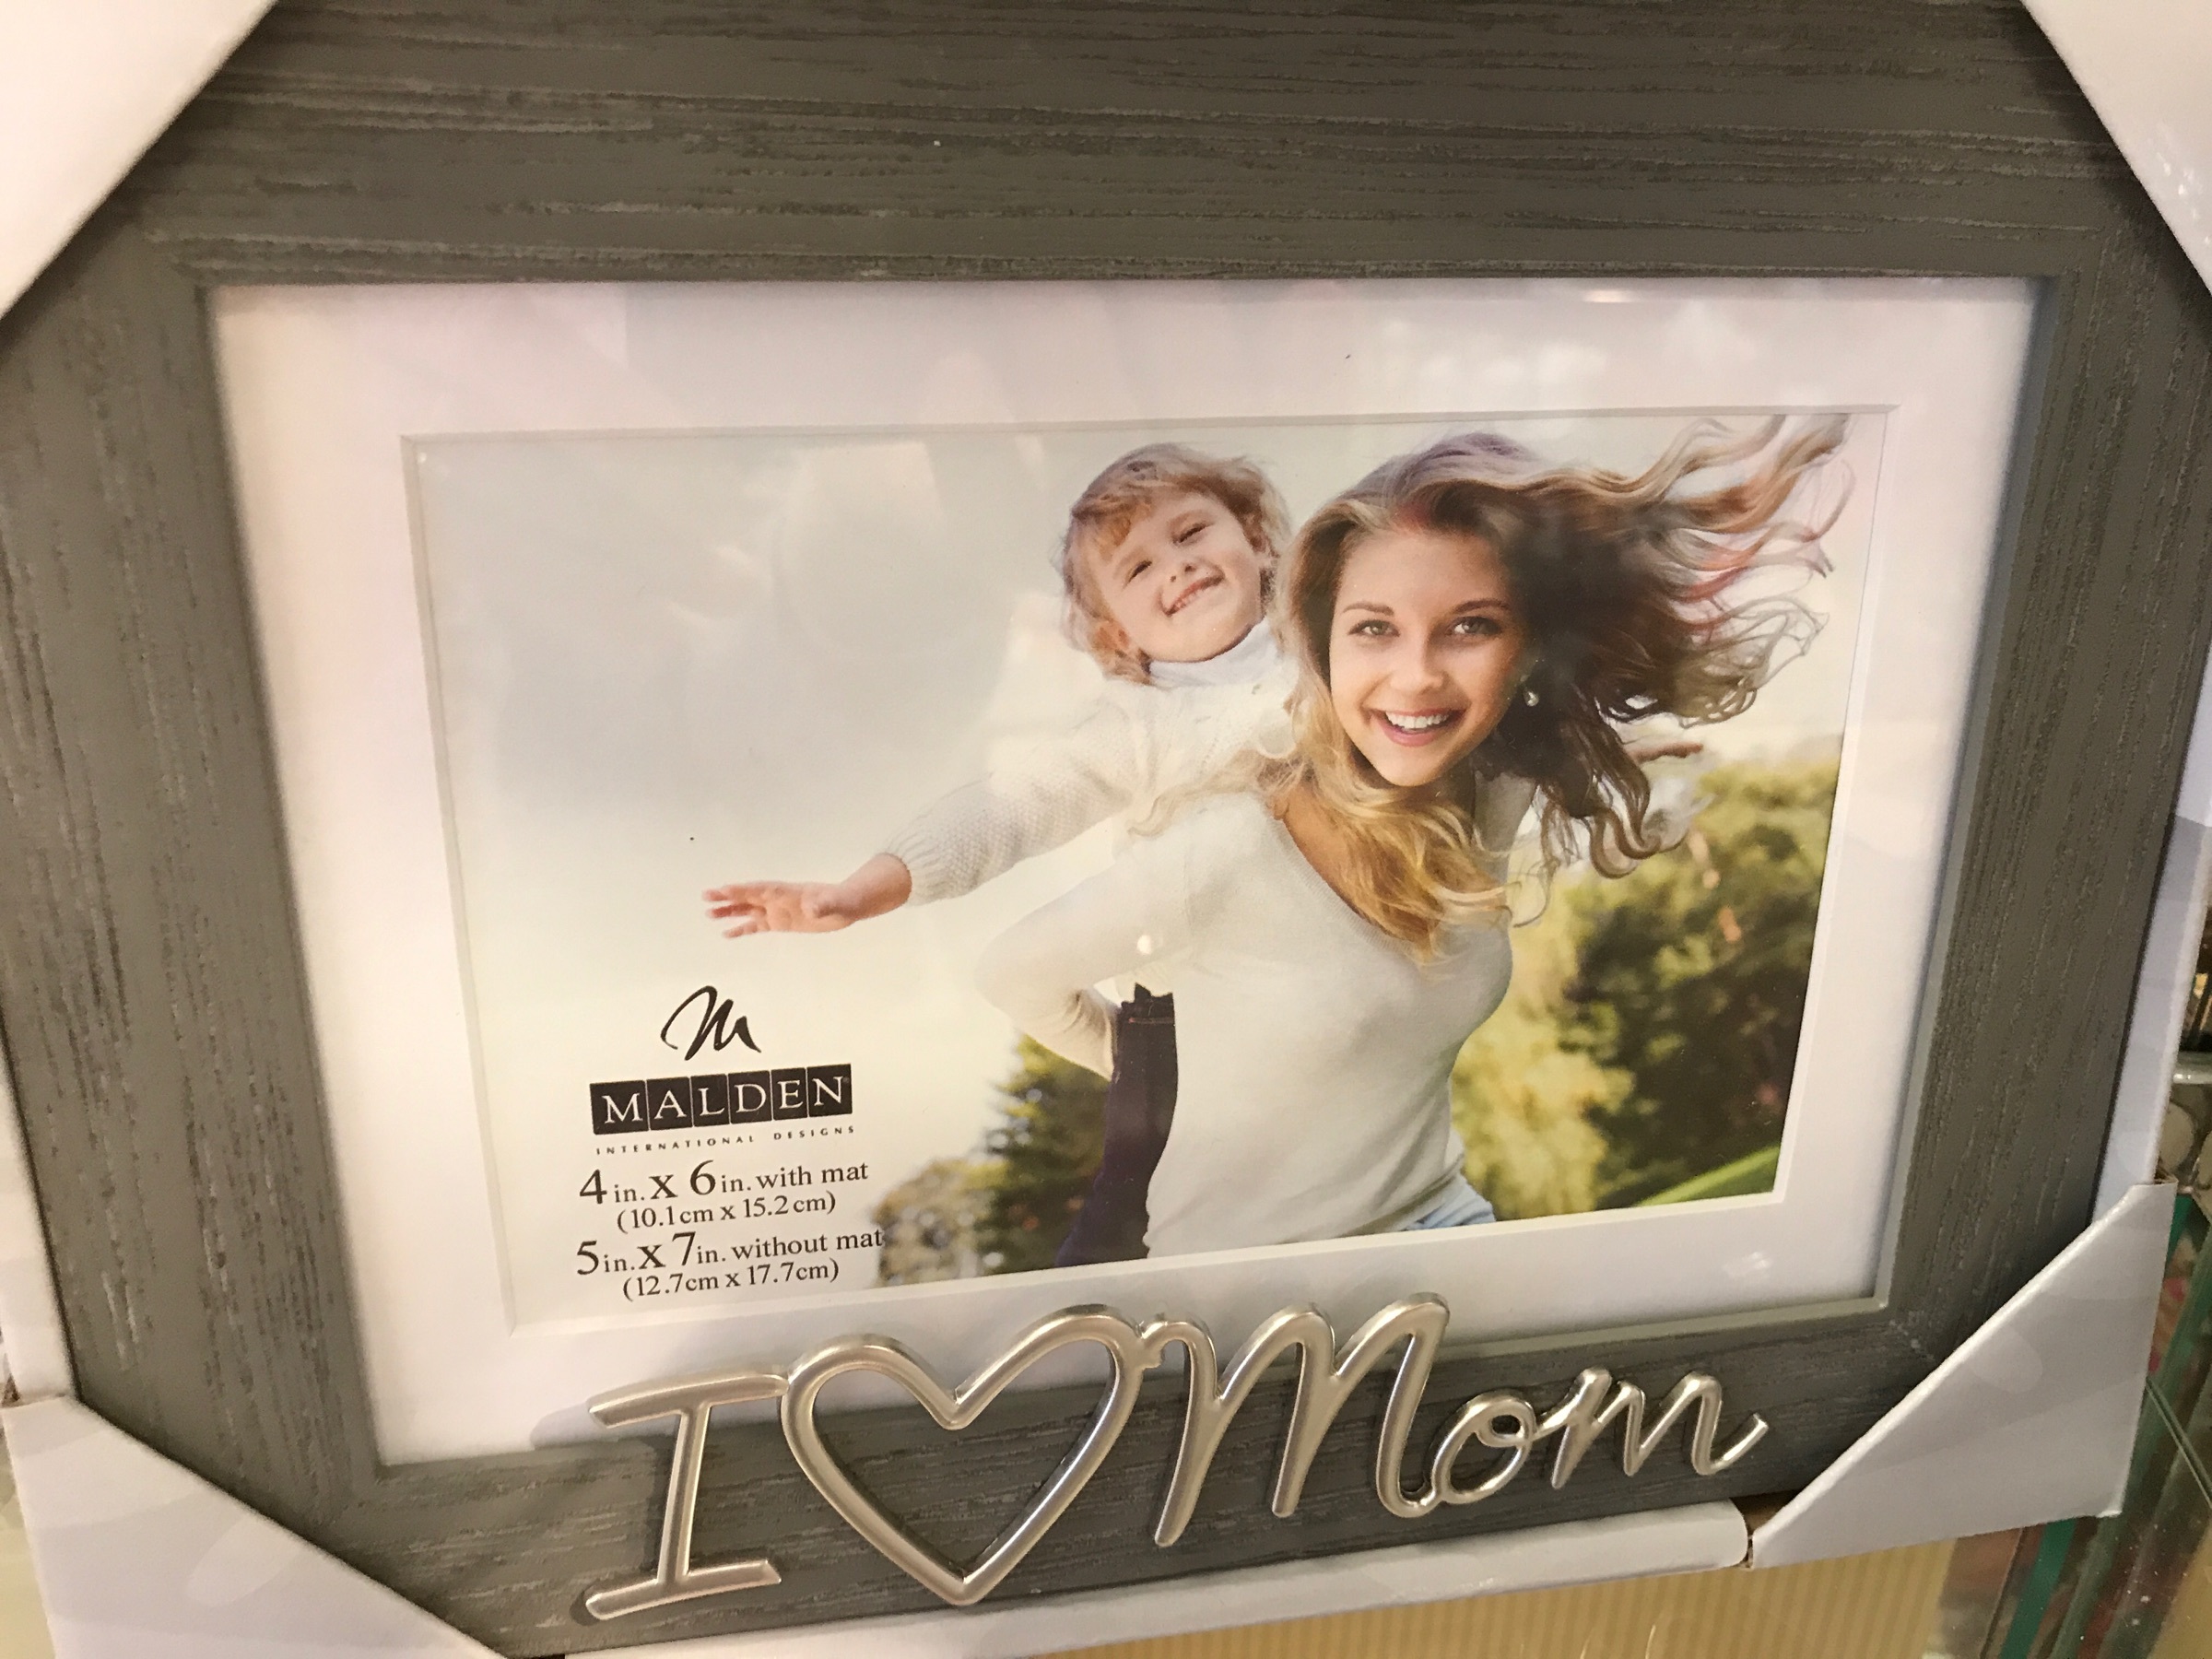 M
MALDEN
INTERNATIONAL DESIGNS
4in. X 6in. with mat
(10.1cm x 15.2cm)
5in. X 7in. without mat
(12.7cm x 17.7cm)
I ♡ Mom